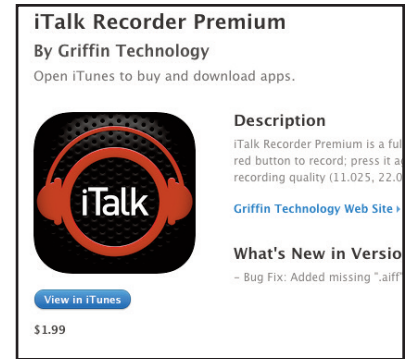 iTalk Recorder Premium
By Griffin Technology
Open iTunes to buy and download apps.
iTalk
View in iTunes
$1.99
Description
iTalk Recorder Premium is a ful
red button to record; press it a
recording quality (11.025, 22.0
Griffin Technology Web Site
What's New in Versio
- Bug Fix: Added missing ".aiff"